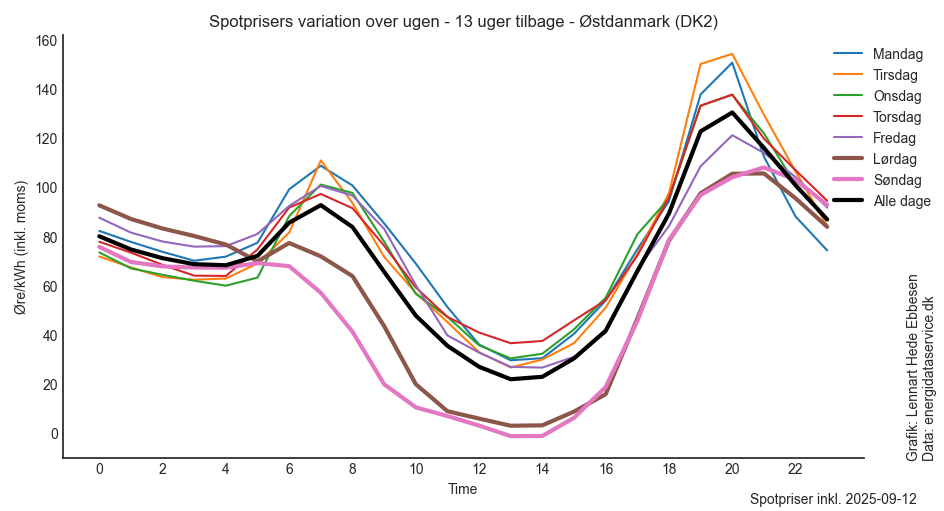 Spotprisers variation over ugen - 13 uger tilbage - Østdanmark (DK2)
Øre/kWh (inkl. moms)
160
140
120
100
80
60
40
20
0
0 2 4 6 8 10 12 14 16 18 20 22
Time
Mandag
Tirsdag
Onsdag
Torsdag
Fredag
Lørdag
Søndag
Alle dage
Grafik: Lennart Hede Ebbesen
Data: energidataservice.dk
Spotpriser inkl. 2025-09-12